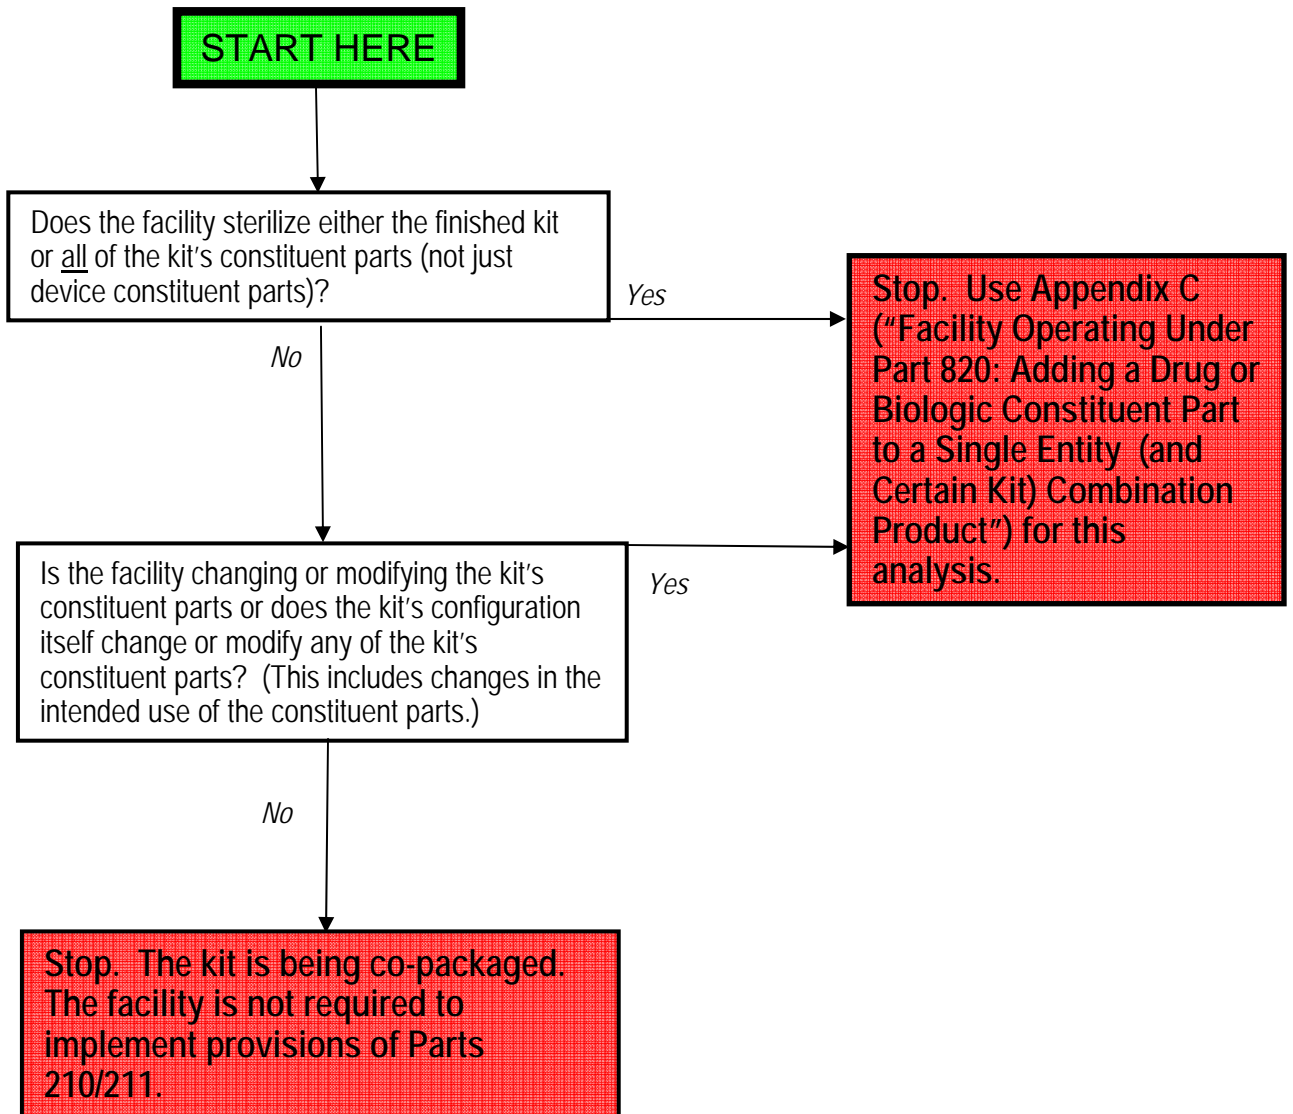 START HERE
Does the facility sterilize either the finished kit
or all of the kit's constituent parts (not just
device constituent parts)?
Yes
No
Stop.  Use Appendix C
("Facility Operating Under
Part 820: Adding a Drug or
Biologic Constituent Part
to a Single Entity  (and
Certain Kit) Combination
Product") for this
analysis.
Is the facility changing or modifying the kit's
constituent parts or does the kit's configuration
itself change or modify any of the kit's
constituent parts?  (This includes changes in the
intended use of the constituent parts.)
Yes
No
Stop.  The kit is being co-packaged.
The facility is not required to
implement provisions of Parts
210/211.